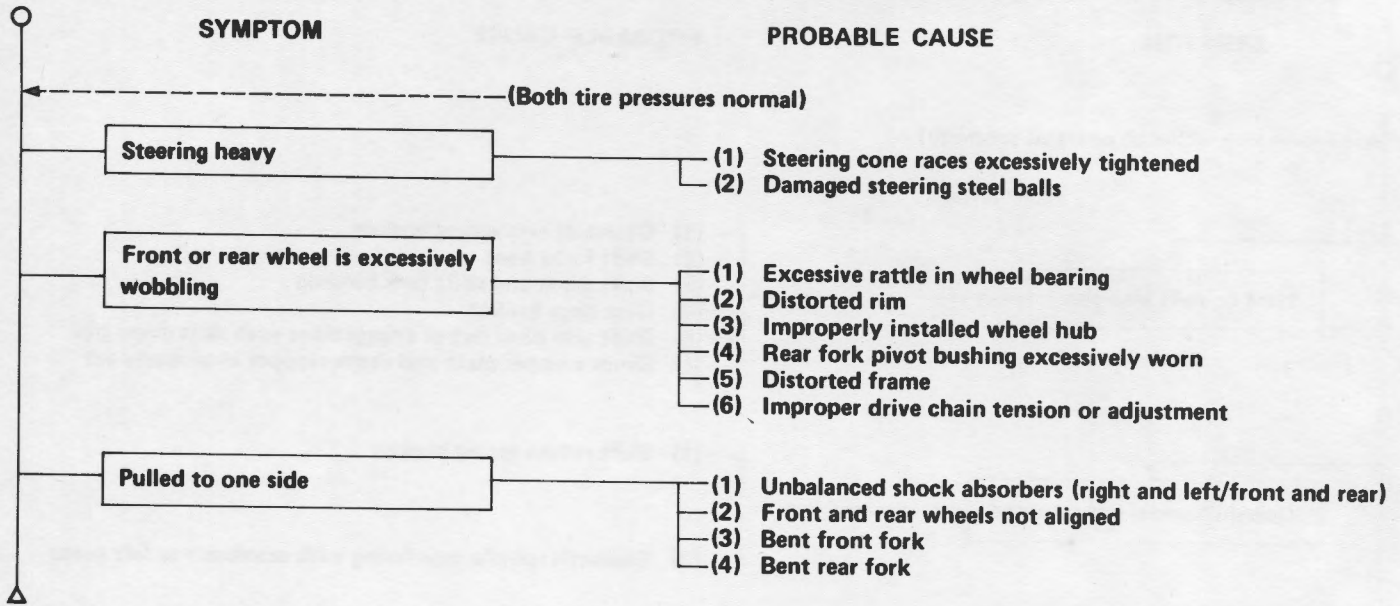 SYMPTOM
PROBABLE CAUSE
(Both tire pressures normal)
Steering heavy
(1) Steering cone races excessively tightened
(2) Damaged steering steel balls
Front or rear wheel is excessively
wobbling
(1) Excessive rattle in wheel bearing
(2) Distorted rim
(3) Improperly installed wheel hub
(4) Rear fork pivot bushing excessively worn
(5) Distorted frame
(6) Improper drive chain tension or adjustment
Pulled to one side
(1) Unbalanced shock absorbers (right and left/front and rear)
(2) Front and rear wheels not aligned
(3) Bent front fork
(4) Bent rear fork